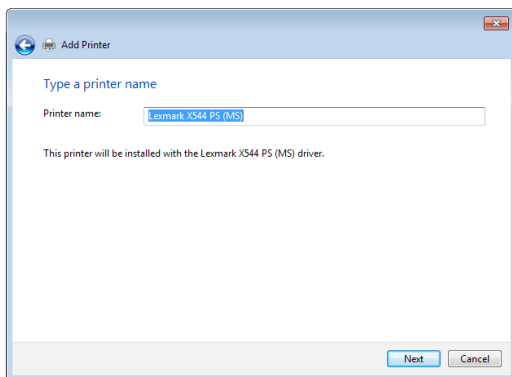 Add Printer
Type a printer name
Printer name: Lexmark X544 PS (MS)
This printer will be installed with the Lexmark X544 PS (MS) driver.
Next Cancel